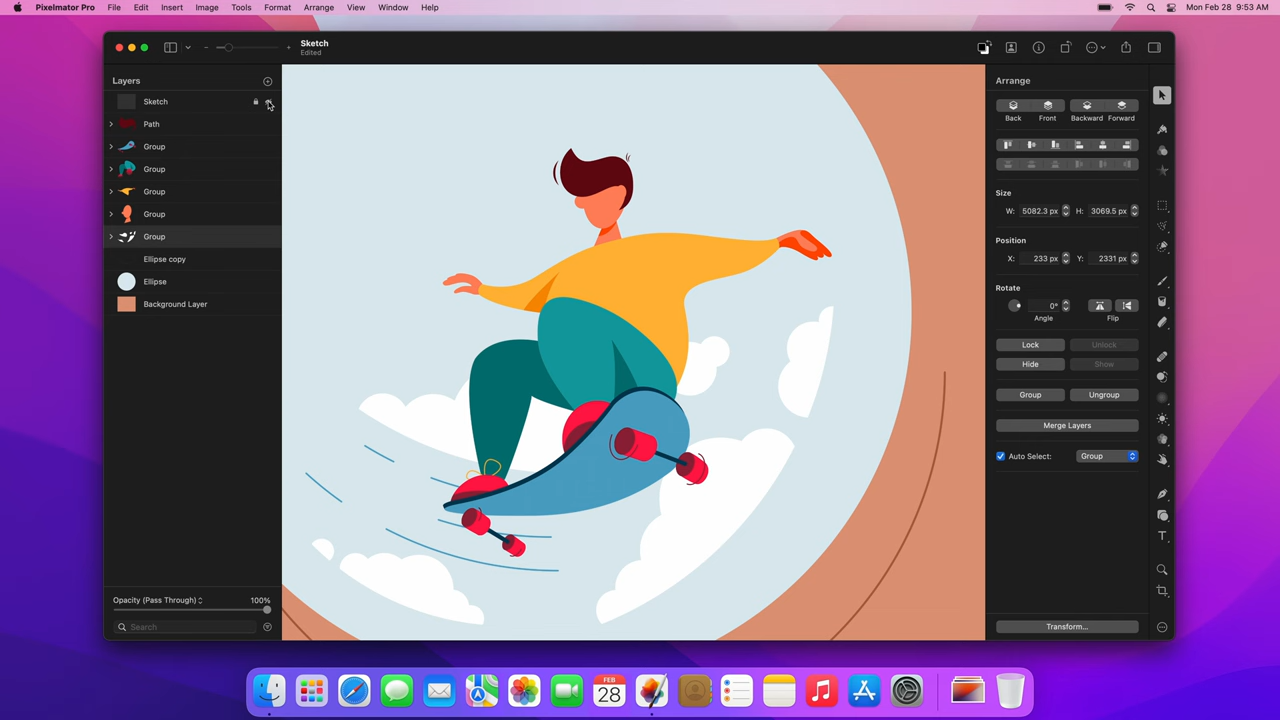 Pixelmator Pro File Edit Insert Image Tools Format Arrange View Window Help Mon Feb 28 9:53 AM
Sketch
Edited
Layers
Sketch
Path
Group
Group
Group
Group
Group
Ellipse copy
Ellipse
Background Layer
Opacity (Pass Through) 100%
Search
Arrange
Back Front Backward Forward
Size
W: 5082.3 px H: 3069.5 px
Position
X: 233 px Y: 2331 px
Rotate
0°
Angle Flip
Lock Unlock
Hide Show
Group Ungroup
Merge Layers
Auto Select: Group
Transform...
FEB
28